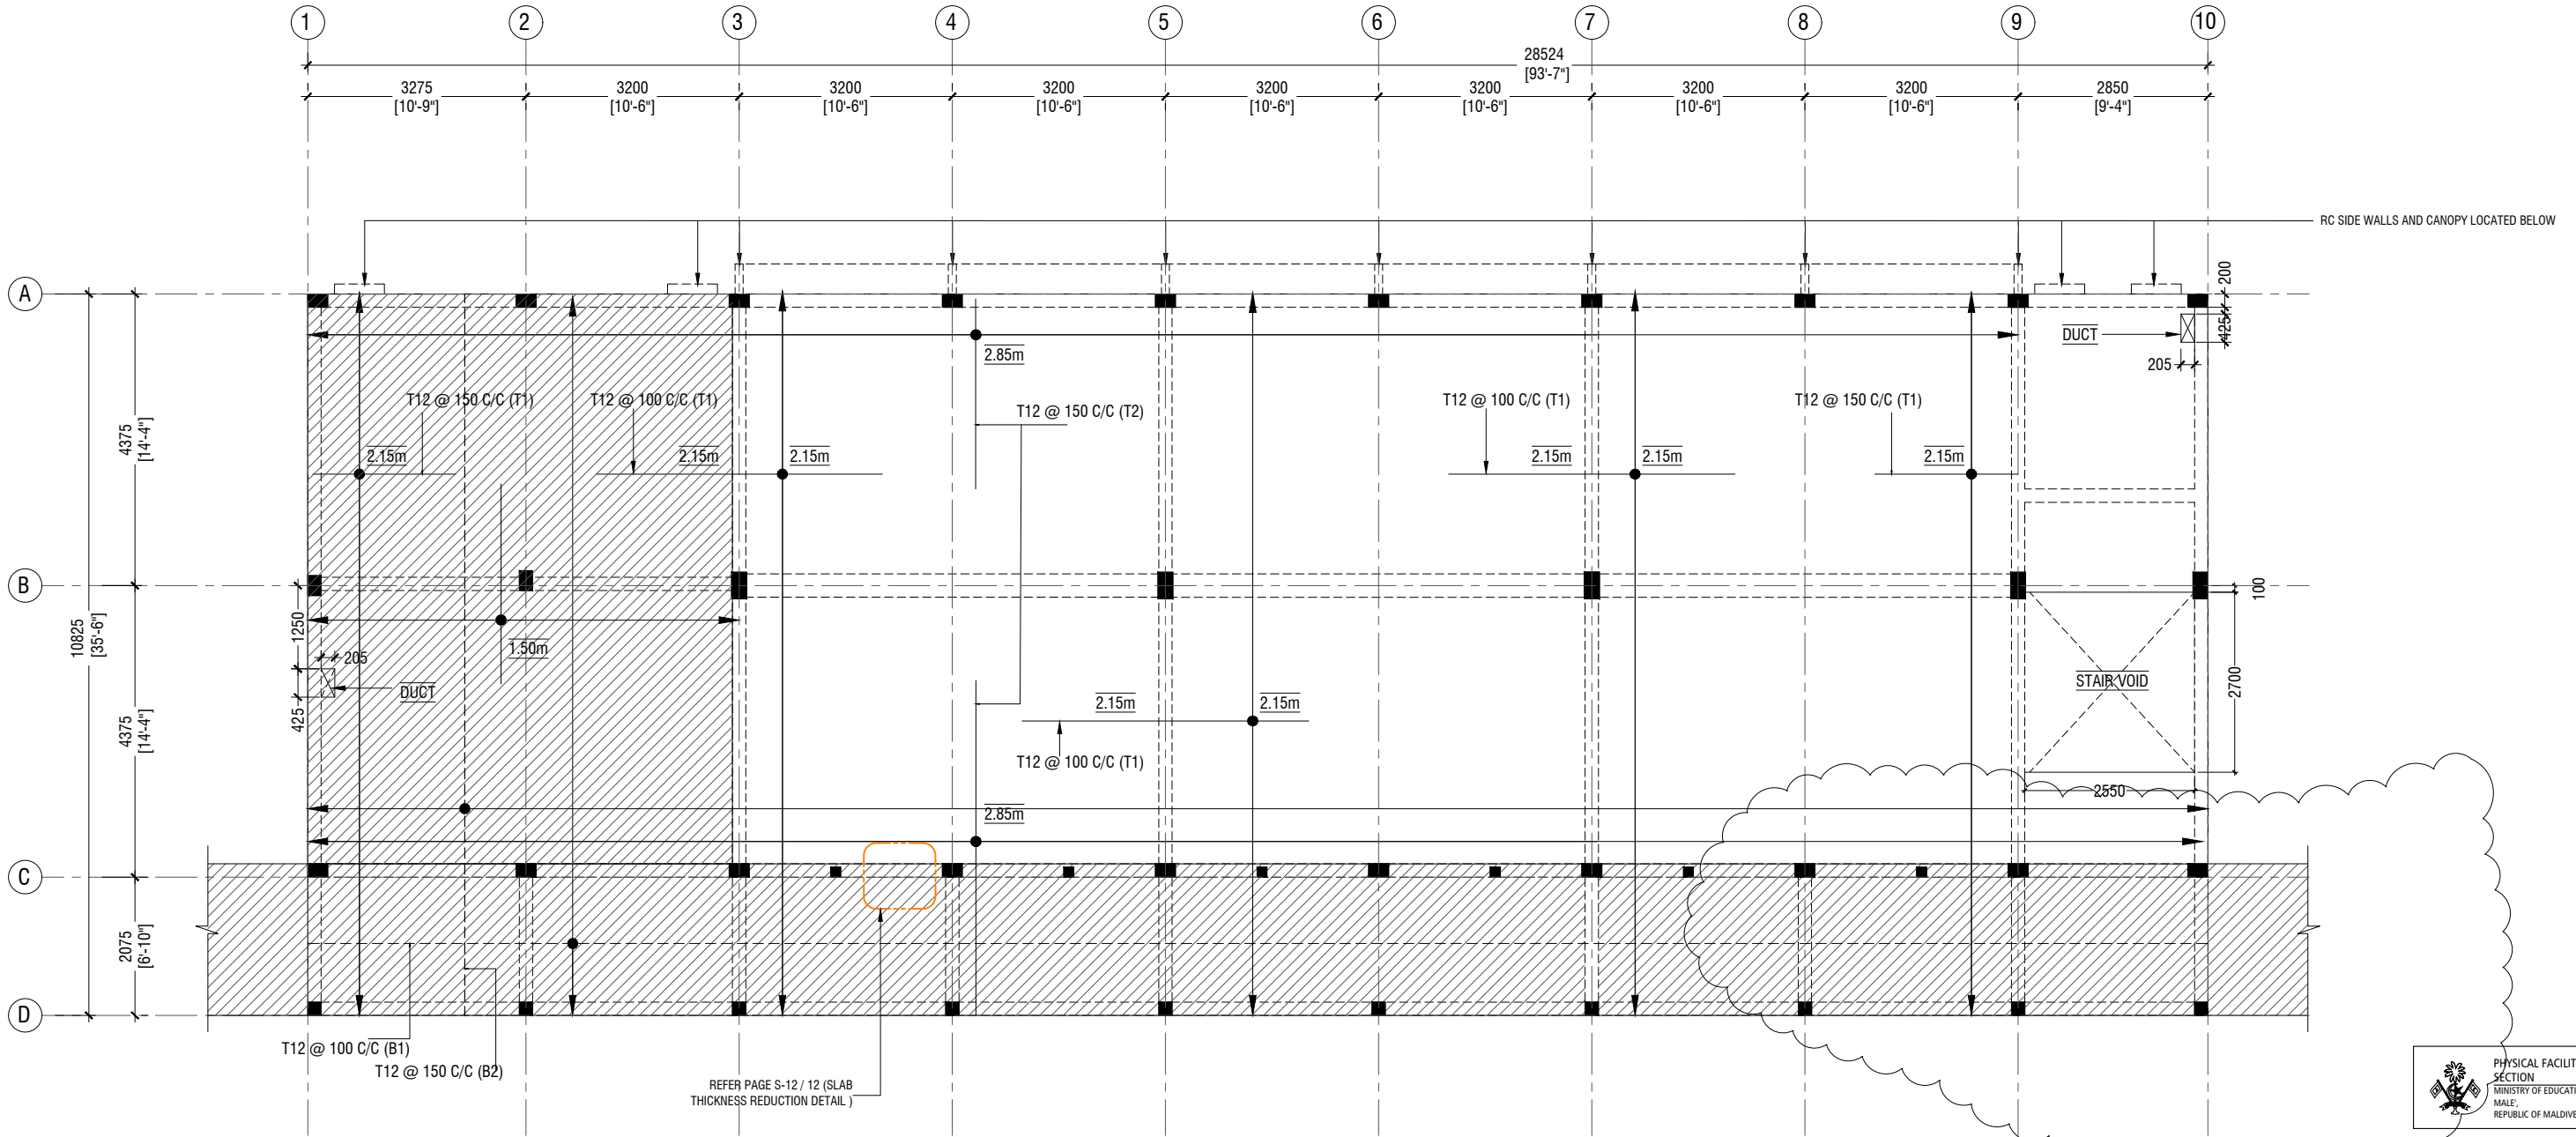 1 2 3 4 5 6 7 8 9 10
28524
[93'-7"]
3275 3200 3200 3200 3200 3200 3200 3200 2850
[10'-9"] [10'-6"] [10'-6"] [10'-6"] [10'-6"] [10'-6"] [10'-6"] [10'-6"] [9'-4"]
RC SIDE WALLS AND CANOPY LOCATED BELOW
A
200
425
DUCT
205
2.85m
T12 @ 150 C/C (T1)
T12 @ 100 C/C (T1)
T12 @ 150 C/C (T2)
T12 @ 100 C/C (T1)
T12 @ 150 C/C (T1)
4375
[14'-4"]
2.15m 2.15m 2.15m 2.15m 2.15m 2.15m
B
100
10825
[35'-6"]
1250
1.50m
205
DUCT
425
4375
[14'-4"]
2.15m 2.15m
T12 @ 100 C/C (T1)
STAIR VOID
2700
2550
2.85m
C
2075
[6'-10"]
D
T12 @ 100 C/C (B1)
T12 @ 150 C/C (B2)
REFER PAGE S-12 / 12 (SLAB
THICKNESS REDUCTION DETAIL )
PHYSICAL FACILIT
SECTION
MINISTRY OF EDUCATI
MALE',
REPUBLIC OF MALDIVE